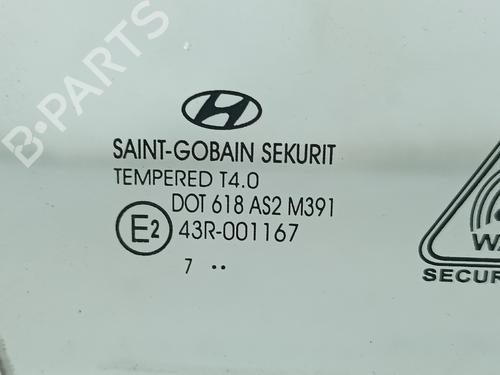 B-PARTS
SAINT-GOBAIN SEKURIT
TEMPERED T4.0
DOT 618 AS2 M391
E2 43R-001167
7 ..
SECUR